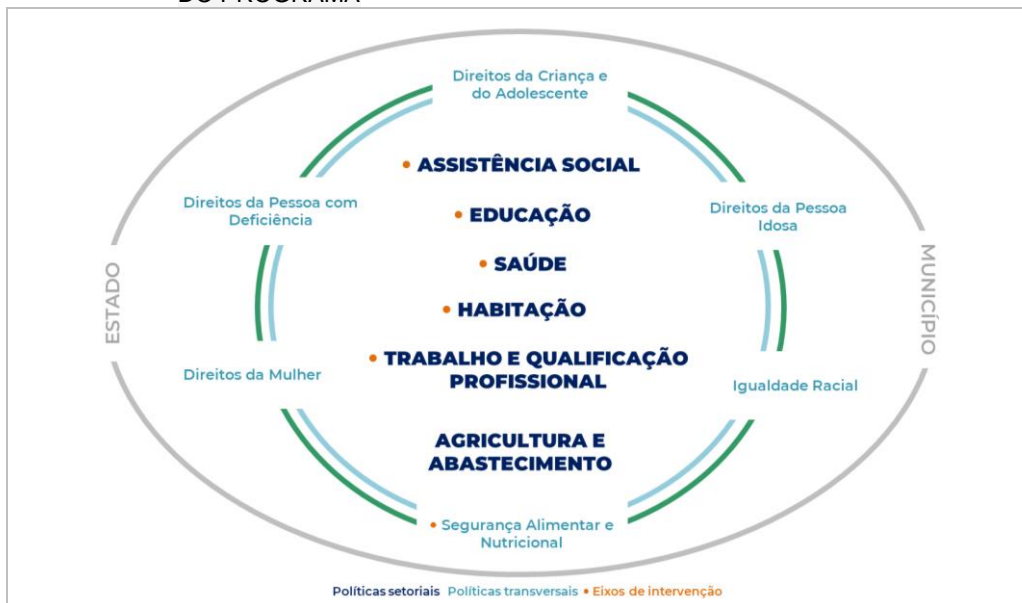 DO PROGRAMA
Direitos da Criança e
do Adolescente
• ASSISTÊNCIA SOCIAL
Direitos da Pessoa com
Deficiência
• EDUCAÇÃO
Direitos da Pessoa
Idosa
• SAÚDE
ESTADO
MUNICÍPIO
• HABITAÇÃO
• TRABALHO E QUALIFICAÇÃO
PROFISSIONAL
Direitos da Mulher
Igualdade Racial
AGRICULTURA E
ABASTECIMENTO
• Segurança Alimentar e
Nutricional
Políticas setoriais Políticas transversais • Eixos de intervenção